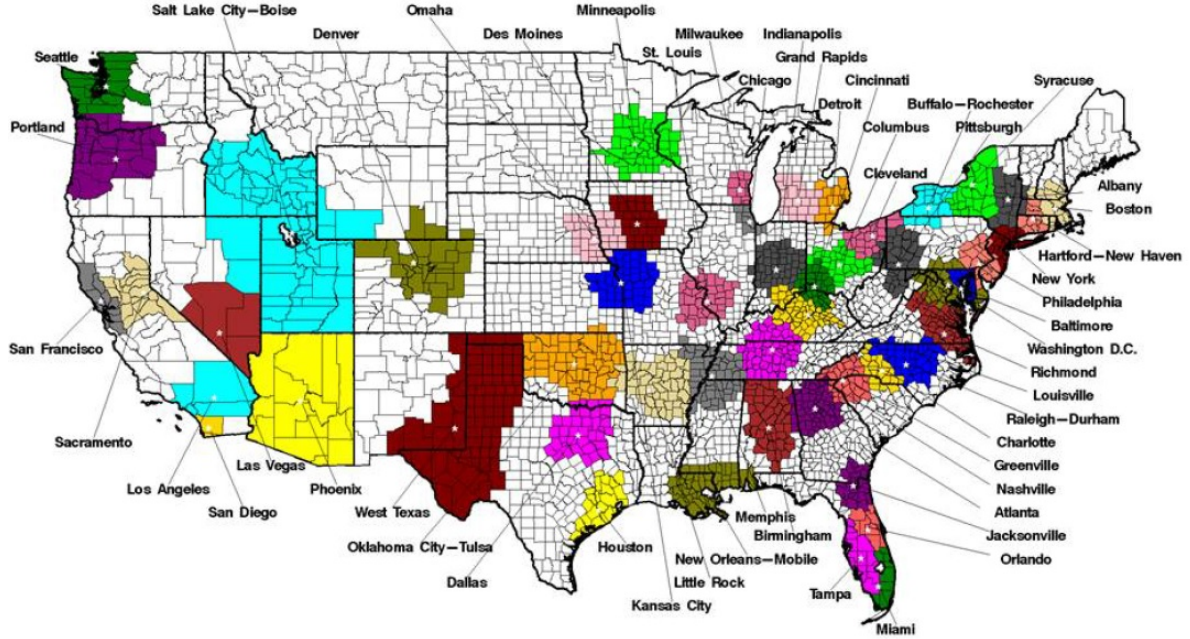 Salt Lake City—Boise
Omaha
Minneapolis
Denver
Des Moines
Milwaukee
Indianapolis
St. Louis
Grand Rapids
Seattle
Chicago
Cincinnati
Syracuse
Detroit
Buffalo—Rochester
Portland
Columbus
Pittsburgh
Cleveland
Albany
Boston
Hartford—New Haven
New York
Philadelphia
Baltimore
San Francisco
Washington D.C.
Richmond
Louisville
Raleigh—Durham
Sacramento
Charlotte
Las Vegas
Greenville
Los Angeles
Phoenix
Nashville
San Diego
West Texas
Atlanta
Memphis
Birmingham
Jacksonville
Oklahoma City—Tulsa
Houston
New Orleans—Mobile
Orlando
Dallas
Little Rock
Tampa
Kansas City
Miami